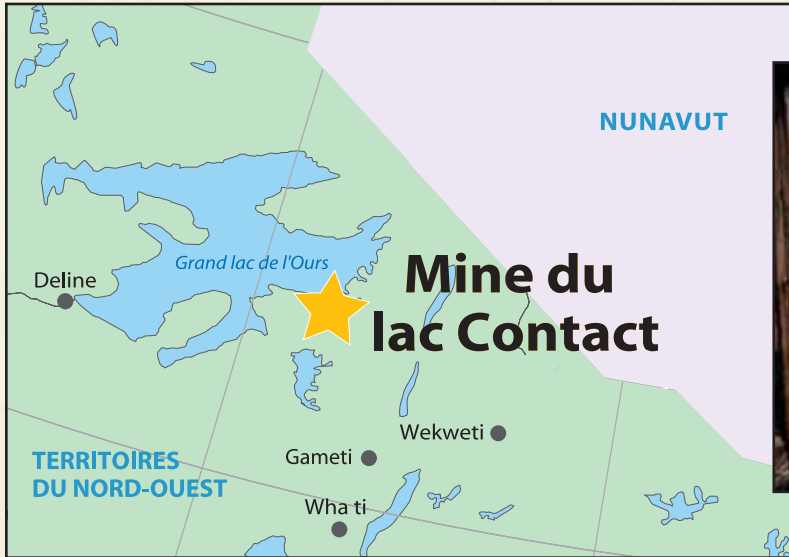 NUNAVUT
Grand lac de l'Ours
Mine du
lac Contact
Deline
Wekweti
Gameti
TERRITOIRES
DU NORD-OUEST
Wha ti